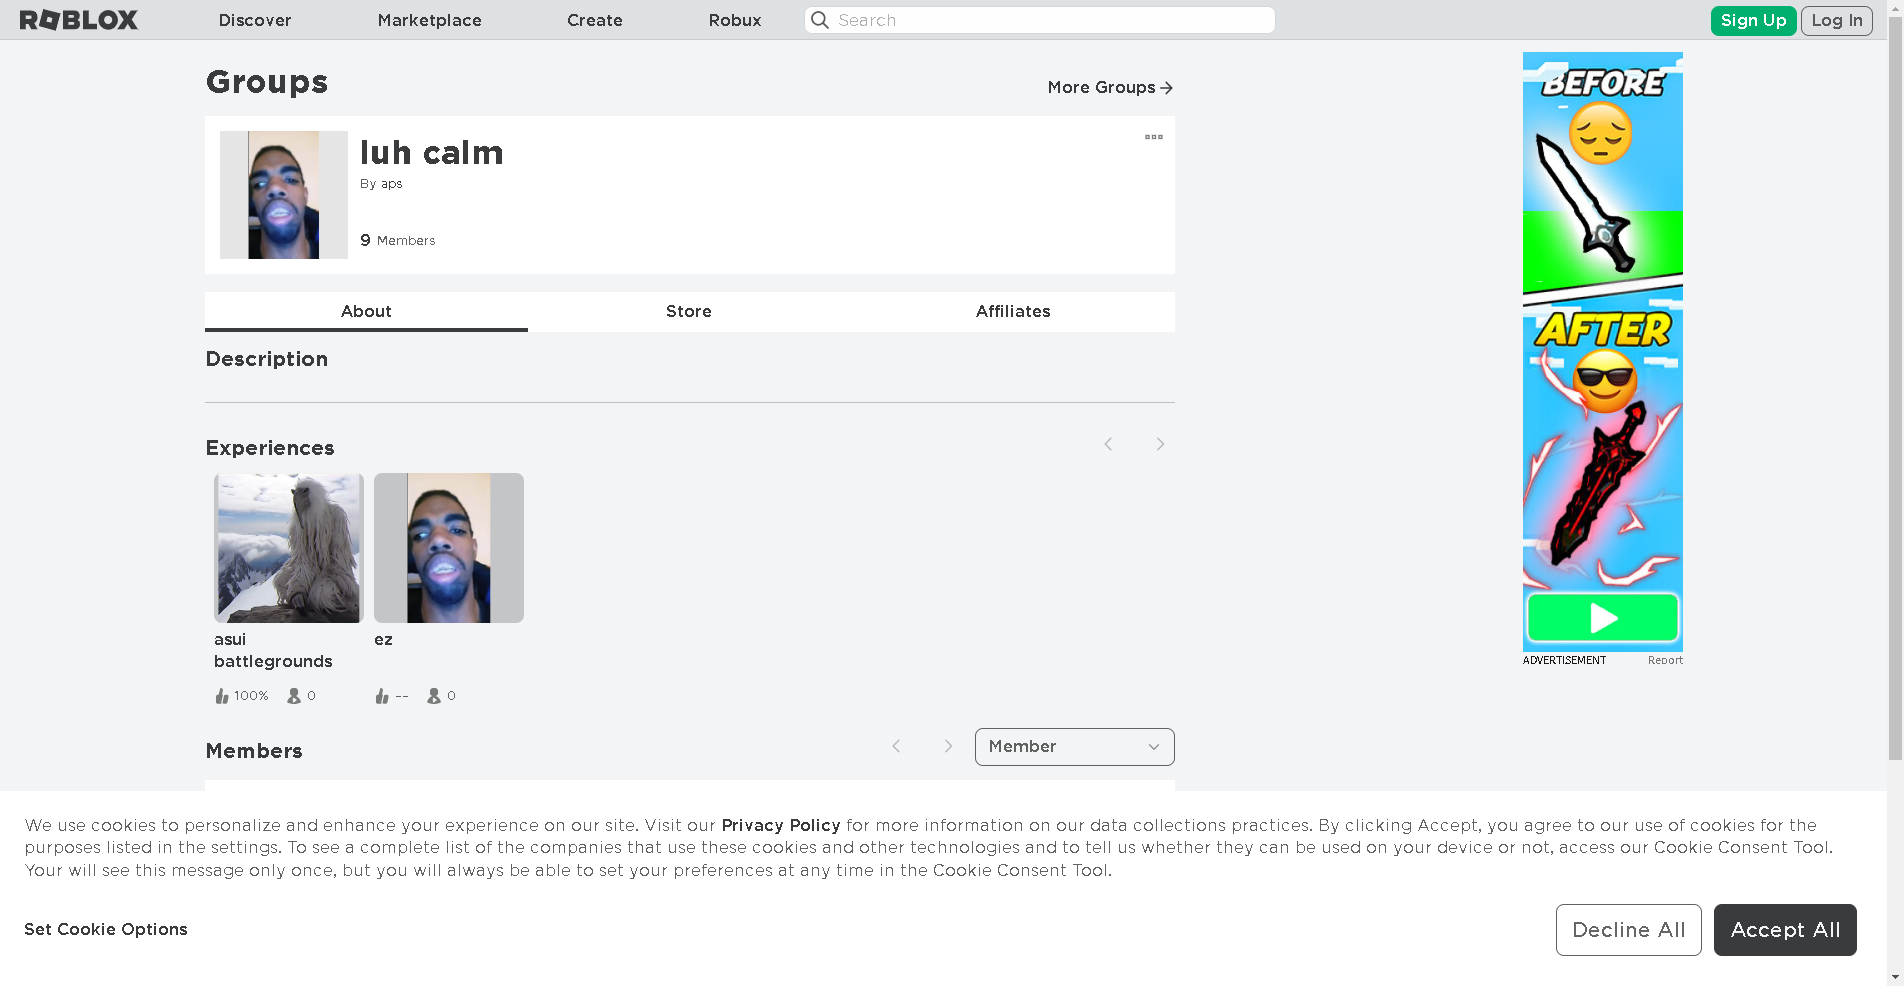 ROBLOX
Discover
Marketplace
Create
Robux
Search
Sign Up
Log In
Groups
More Groups
luh calm
By aps
9 Members
About
Store
Affiliates
Description
Experiences
asui
battlegrounds
100%
0
ez
--
0
Members
Member
BEFORE
AFTER
ADVERTISEMENT
Report
We use cookies to personalize and enhance your experience on our site. Visit our Privacy Policy for more information on our data collections practices. By clicking Accept, you agree to our use of cookies for the
purposes listed in the settings. To see a complete list of the companies that use these cookies and other technologies and to tell us whether they can be used on your device or not, access our Cookie Consent Tool.
Your will see this message only once, but you will always be able to set your preferences at any time in the Cookie Consent Tool.
Set Cookie Options
Decline All
Accept All